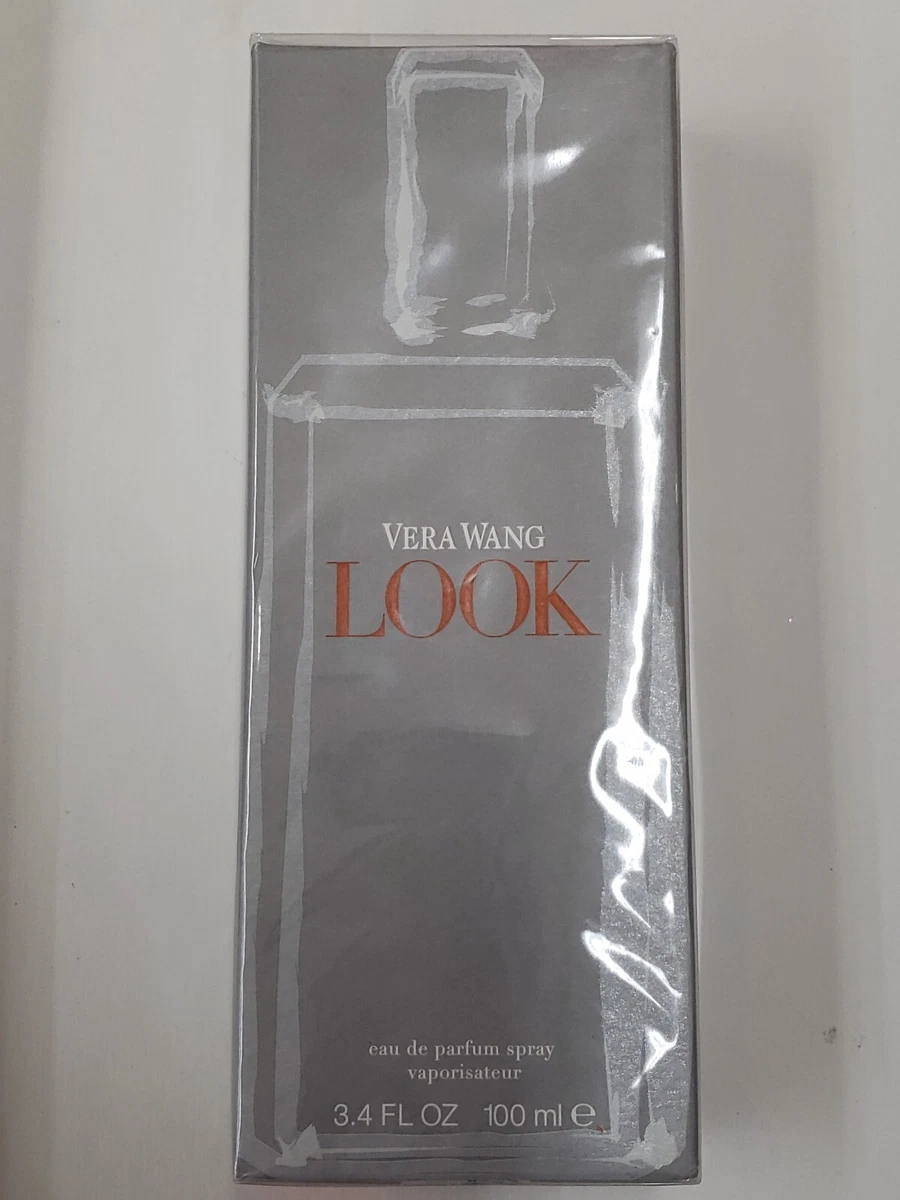 VERA WANG
LOOK
eau de parfum spray
vaporisateur
3.4 FL OZ 100 ml ℮